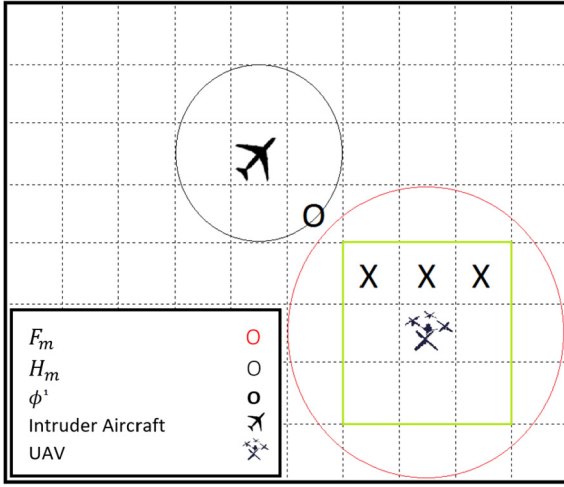 O
X X X
F_m O
H_m O
ϕ¹ o
Intruder Aircraft
UAV